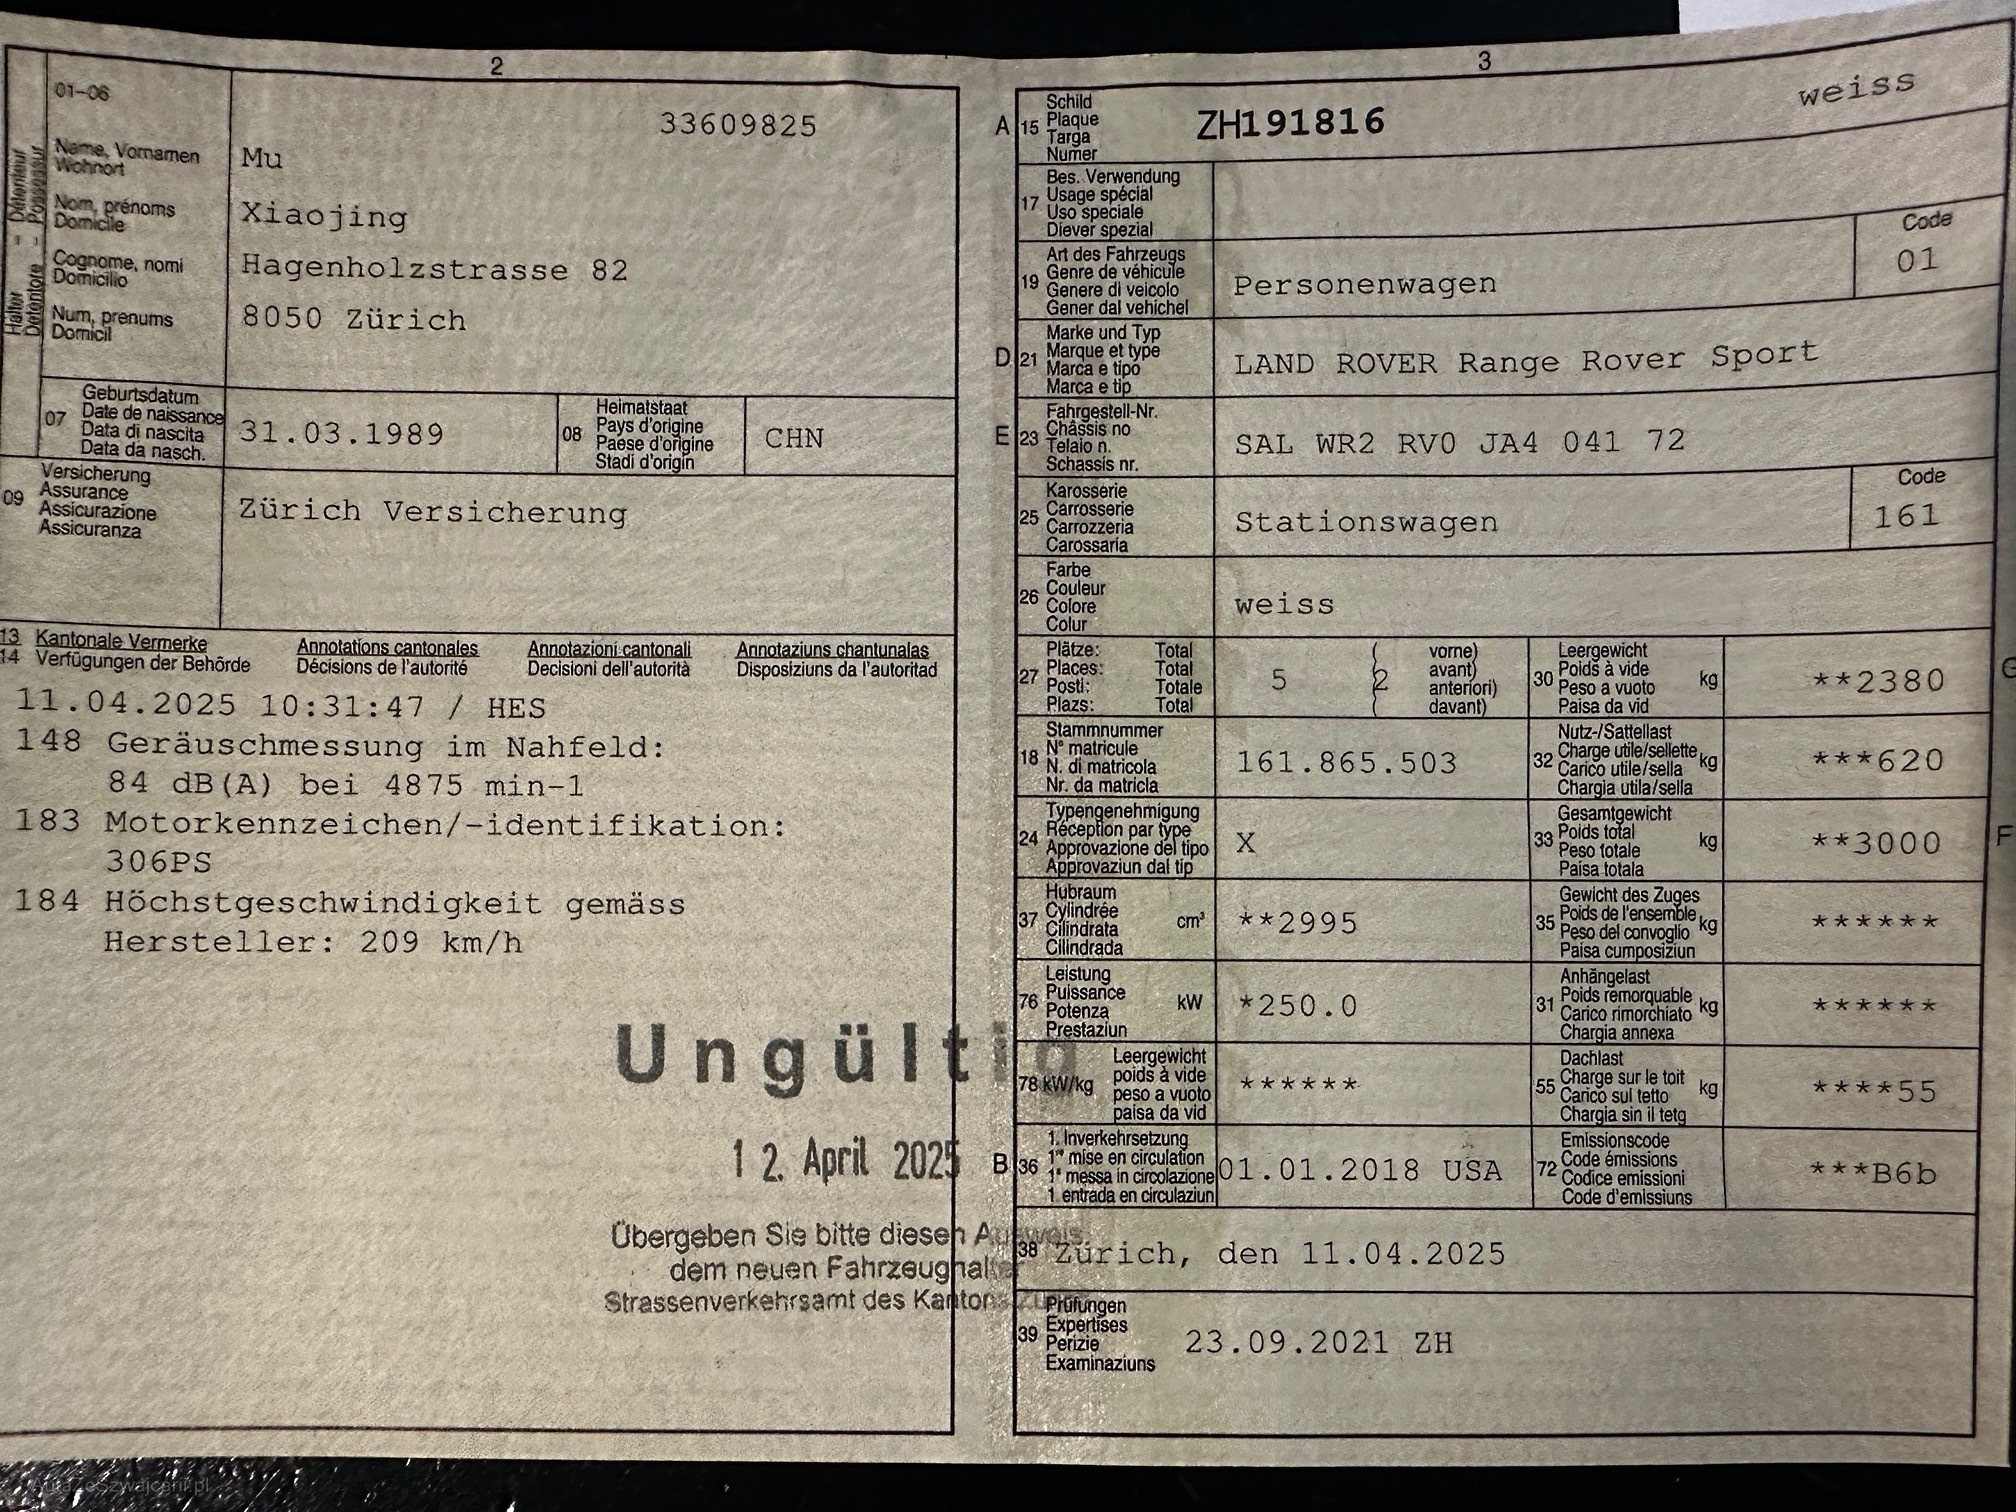 2
01-06
33609825
Name, Vornamen
Wohnort
Mu
Nom, prénoms
Domicile
Xiaojing
Cognome, nomi
Domicilio
Hagenholzstrasse 82
Num, prenums
Domicil
8050 Zürich
Halter - Détenteur
Detentore - Possessur
07
Geburtsdatum
Date de naissance
Data di nascita
Data da nasch.
31.03.1989
08
Heimatstaat
Pays d'origine
Paese d'origine
Stadi d'origin
CHN
09
Versicherung
Assurance
Assicurazione
Assicuranza
Zürich Versicherung
13 Kantonale Vermerke Annotations cantonales Annotazioni cantonali Annotaziuns chantunalas
14 Verfügungen der Behörde Décisions de l'autorité Decisioni dell'autorità Disposiziuns da l'autoritad
11.04.2025 10:31:47 / HES
148 Geräuschmessung im Nahfeld:
84 dB(A) bei 4875 min-1
183 Motorkennzeichen/-identifikation:
306PS
184 Höchstgeschwindigkeit gemäss
Hersteller: 209 km/h
Ungültig
12. April 2025
Übergeben Sie bitte diesen Ausweis
dem neuen Fahrzeughalter
Strassenverkehrsamt des Kantons Zürich
3
A 15
Schild
Plaque
Targa
Numer
ZH191816
weiss
17
Bes. Verwendung
Usage spécial
Uso speciale
Diever spezial
19
Art des Fahrzeugs
Genre de véhicule
Genere di veicolo
Gener dal vehichel
Personenwagen
Code
01
D 21
Marke und Typ
Marque et type
Marca e tipo
Marca e tip
LAND ROVER Range Rover Sport
E 23
Fahrgestell-Nr.
Châssis no
Telaio n.
Schassis nr.
SAL WR2 RV0 JA4 041 72
25
Karosserie
Carrosserie
Carrozzeria
Carossaria
Stationswagen
Code
161
26
Farbe
Couleur
Colore
Colur
weiss
27
Plätze: Total
Places: Total
Posti: Totale
Plazs: Total
5
( vorne)
( avant)
2
( anteriori)
( davant)
30
Leergewicht
Poids à vide
Peso a vuoto
Paisa da vid
kg
**2380
G
18
Stammnummer
N° matricule
N. di matricola
Nr. da matricla
161.865.503
32
Nutz-/Sattellast
Charge utile/sellette
Carico utile/sella
Chargia utila/sella
kg
***620
24
Typengenehmigung
Réception par type
Approvazione del tipo
Approvaziun dal tip
X
33
Gesamtgewicht
Poids total
Peso totale
Paisa totala
kg
**3000
F
37
Hubraum
Cylindrée
Cilindrata
Cilindrada
cm³
**2995
35
Gewicht des Zuges
Poids de l'ensemble
Peso del convoglio
Paisa cumposiziun
kg
******
76
Leistung
Puissance
Potenza
Prestaziun
kW
*250.0
31
Anhängelast
Poids remorquable
Carico rimorchiato
Chargia annexa
kg
******
78 kW/kg
Leergewicht
poids à vide
peso a vuoto
paisa da vid
******
55
Dachlast
Charge sur le toit
Carico sul tetto
Chargia sin il tetg
kg
****55
B 36
1. Inverkehrsetzung
1re mise en circulation
1a messa in circolazione
1. entrada en circulaziun
01.01.2018 USA
72
Emissionscode
Code émissions
Codice emissioni
Code d'emissiuns
***B6b
38
Zürich, den 11.04.2025
39
Prüfungen
Expertises
Perizie
Examinaziuns
23.09.2021 ZH
AutaZeSzwajcarii.pl